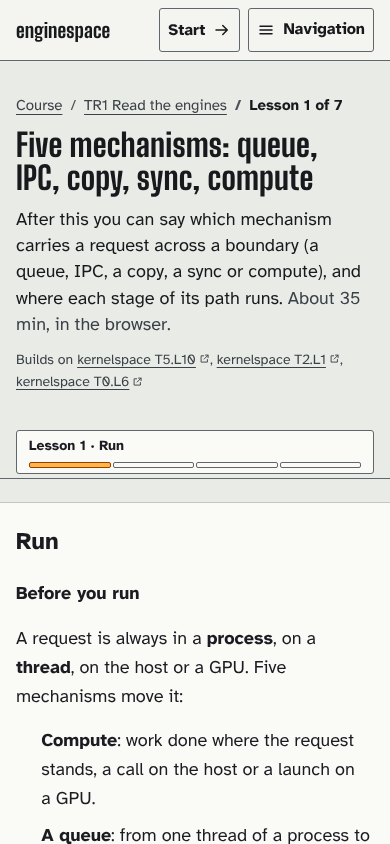 enginespace
Start →
≡ Navigation
Course / TR1 Read the engines / Lesson 1 of 7
Five mechanisms: queue,
IPC, copy, sync, compute
After this you can say which mechanism
carries a request across a boundary (a
queue, IPC, a copy, a sync or compute), and
where each stage of its path runs. About 35
min, in the browser.
Builds on kernelspace T5.L10, kernelspace T2.L1,
kernelspace T0.L6
Lesson 1 · Run
Run
Before you run
A request is always in a process, on a
thread, on the host or a GPU. Five
mechanisms move it:
Compute: work done where the request
stands, a call on the host or a launch on
a GPU.
A queue: from one thread of a process to